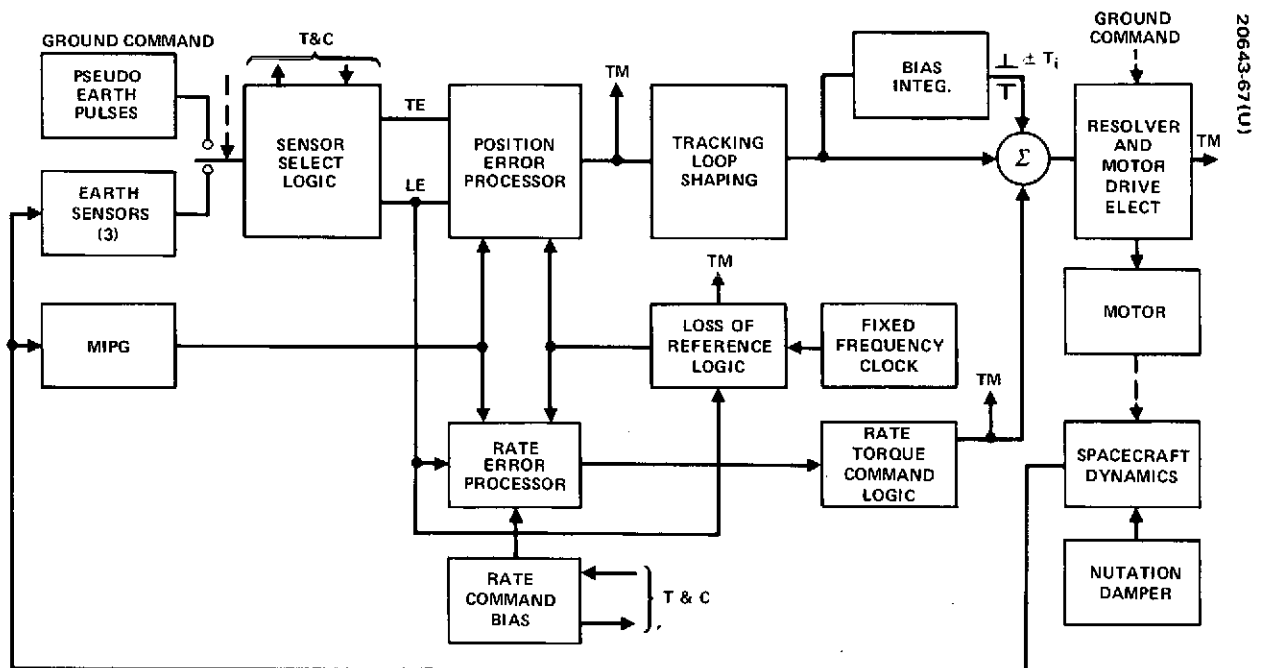 GROUND COMMAND
PSEUDO
EARTH
PULSES
T&C
SENSOR
SELECT
LOGIC
EARTH
SENSORS
(3)
TE
LE
POSITION
ERROR
PROCESSOR
TM
TRACKING
LOOP
SHAPING
BIAS
INTEG.
± Ti
Σ
GROUND
COMMAND
RESOLVER
AND
MOTOR
DRIVE
ELECT
TM
20643-67(U)
MIPG
TM
LOSS OF
REFERENCE
LOGIC
FIXED
FREQUENCY
CLOCK
MOTOR
RATE
ERROR
PROCESSOR
TM
RATE
TORQUE
COMMAND
LOGIC
SPACECRAFT
DYNAMICS
RATE
COMMAND
BIAS
T & C
NUTATION
DAMPER